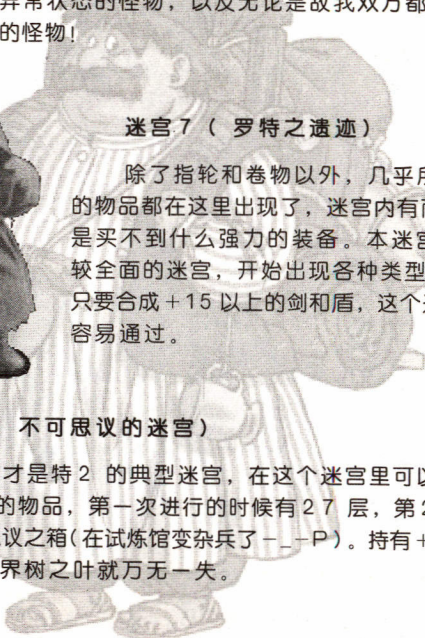 异常状态的怪物，以及无论是敌我双方都
的怪物！
迷宫7（罗特之遗迹）
除了指轮和卷物以外，几乎所
的物品都在这里出现了，迷宫内有商
是买不到什么强力的装备。本迷宫
较全面的迷宫，开始出现各种类型
只要合成＋15以上的剑和盾，这个
容易通过。
不可思议的迷宫）
才是特2 的典型迷宫，在这个迷宫里可以
的物品，第一次进行的时候有27 层，第2
议之箱(在试炼馆变杂兵了－_－P)。持有＋
界树之叶就万无一失。